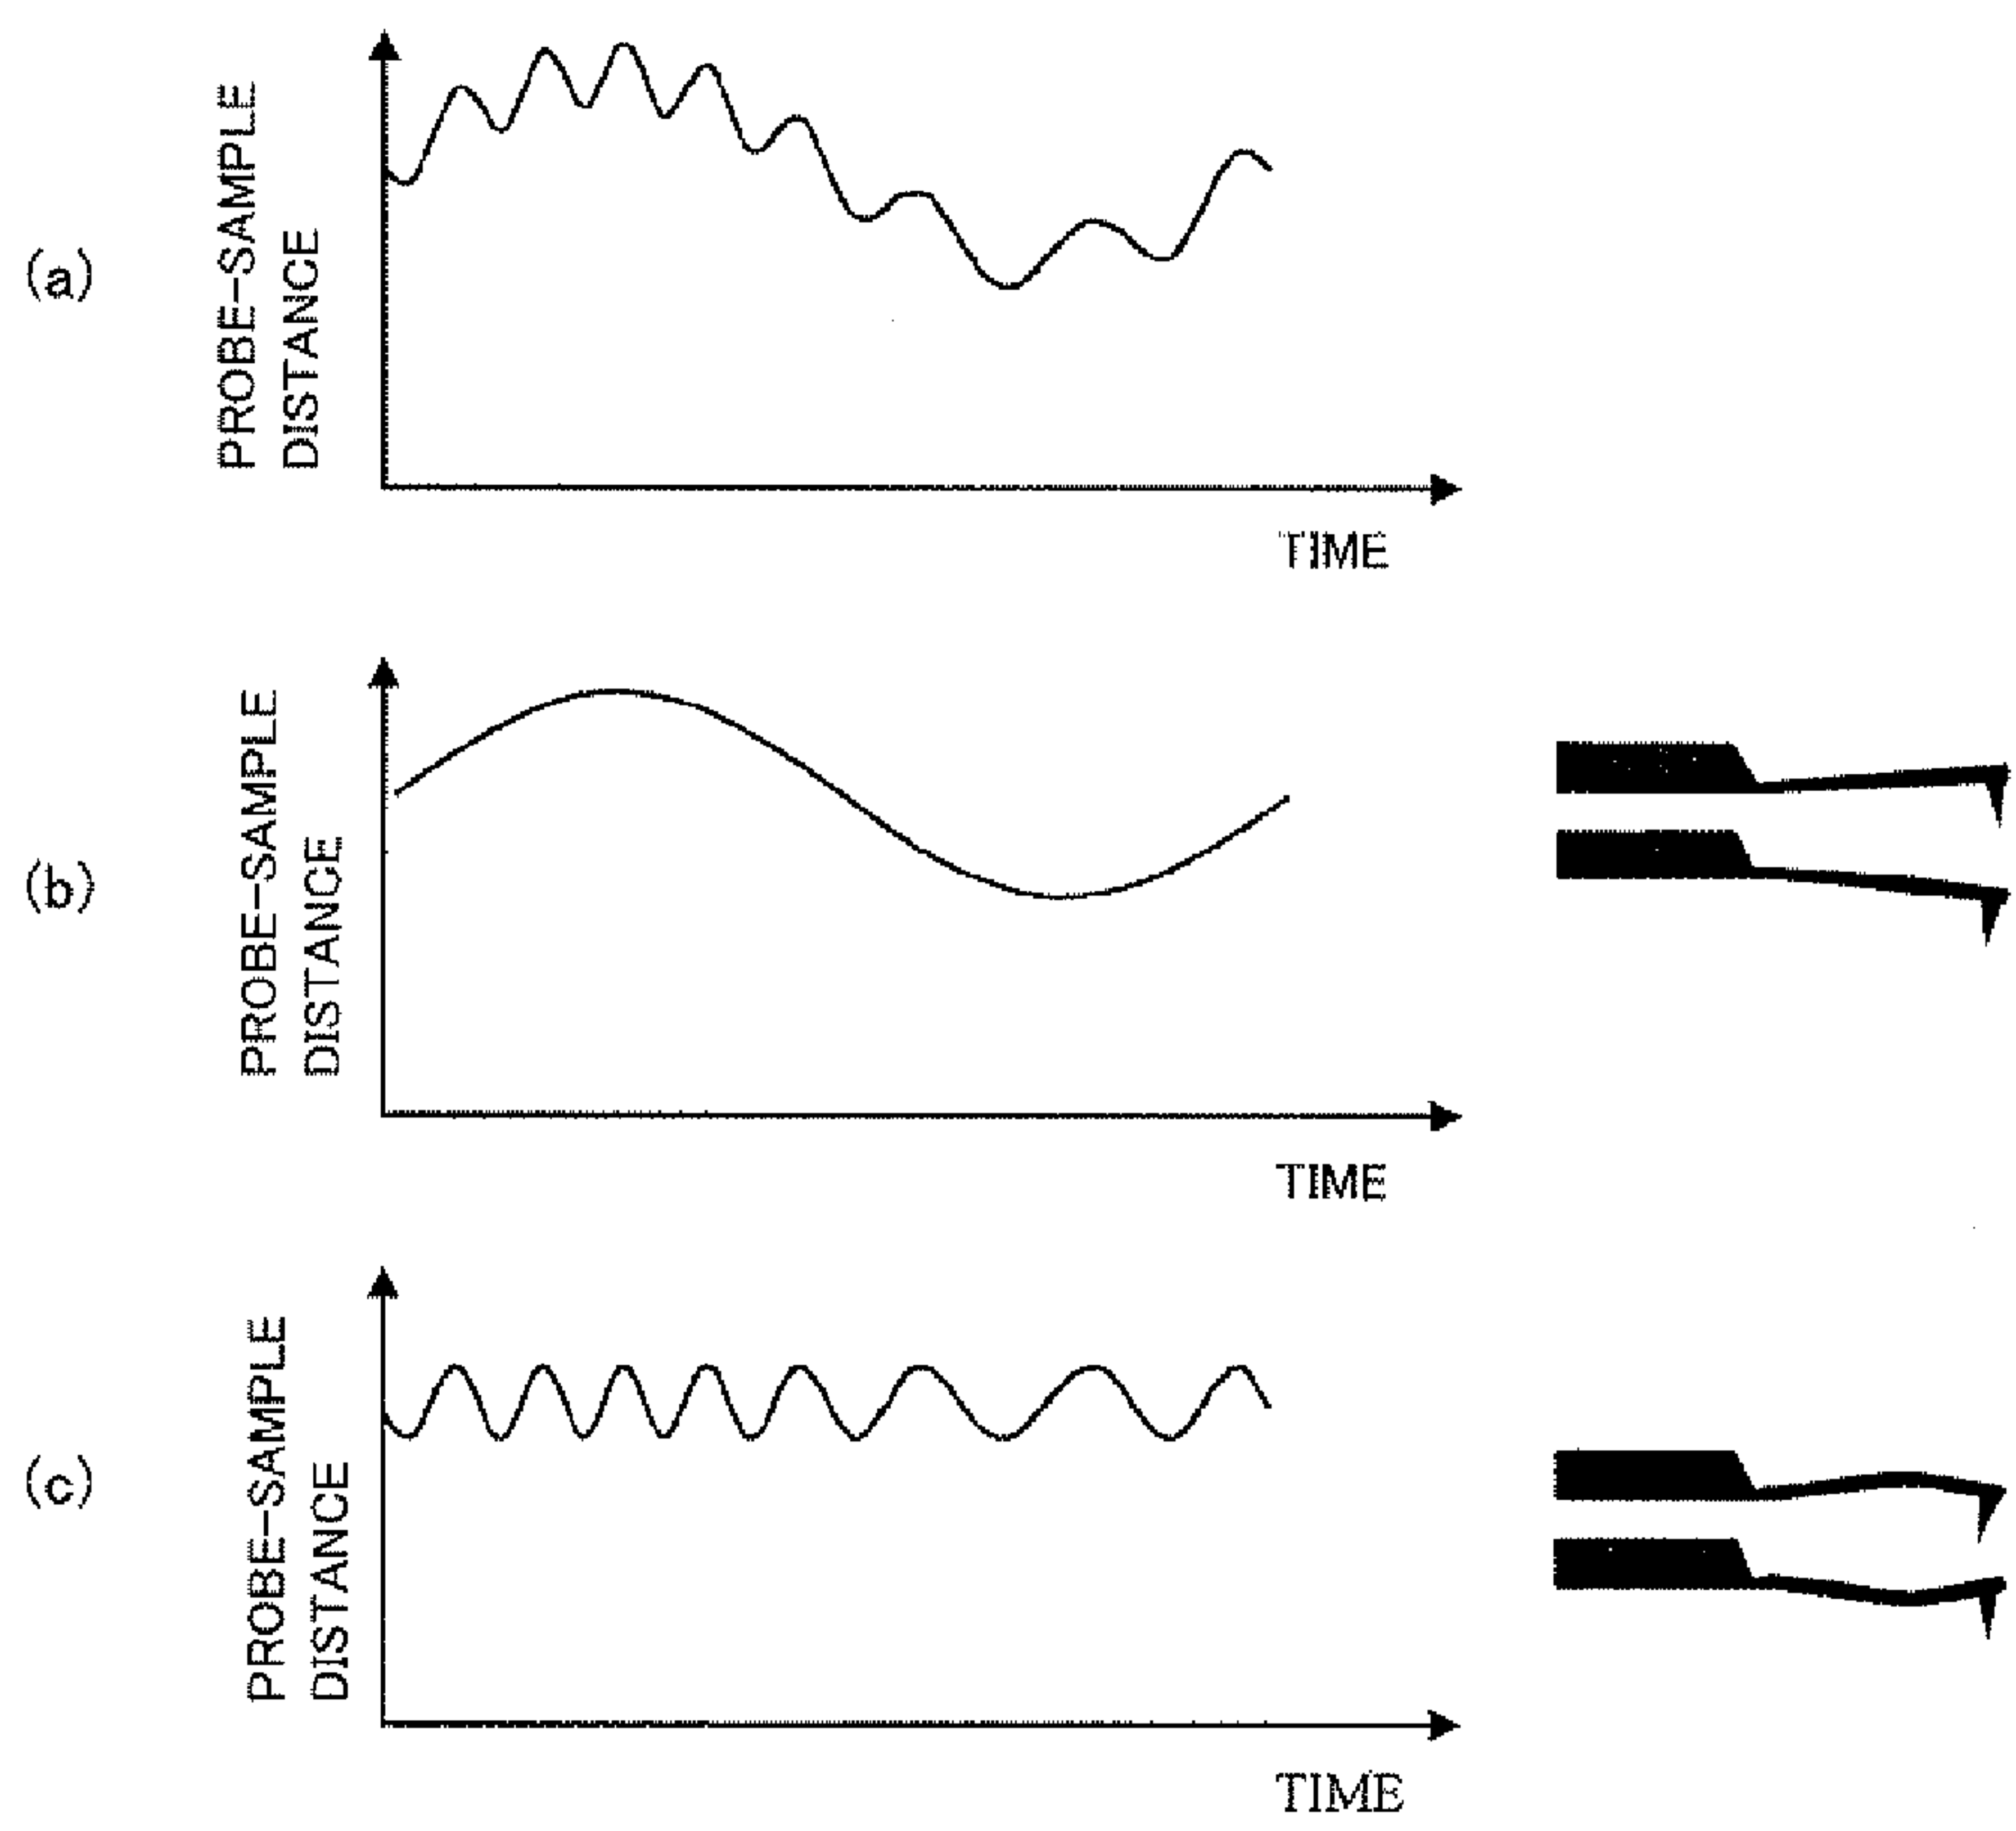 (a)
PROBE-SAMPLE
DISTANCE
TIME
(b)
PROBE-SAMPLE
DISTANCE
TIME
(c)
PROBE-SAMPLE
DISTANCE
TIME